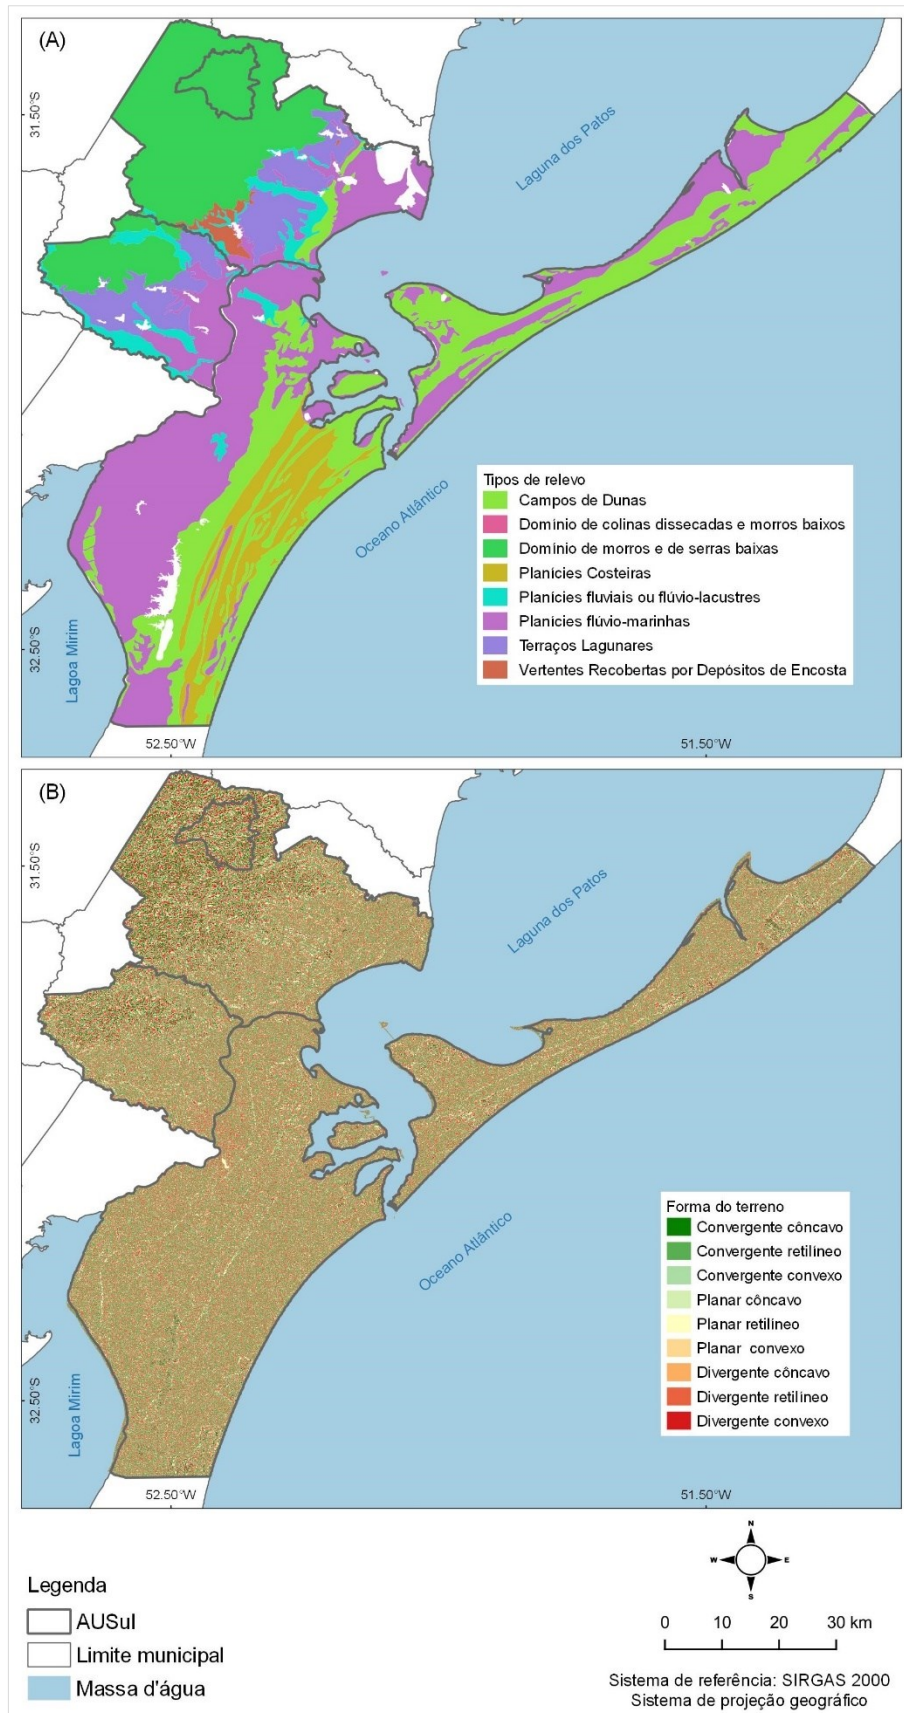 (A)
31.50°S
Laguna dos Patos
Oceano Atlântico
Tipos de relevo
Campos de Dunas
Domínio de colinas dissecadas e morros baixos
Domínio de morros e de serras baixas
Planícies Costeiras
Planícies fluviais ou flúvio-lacustres
Planícies flúvio-marinhas
Terraços Lagunares
Vertentes Recobertas por Depósitos de Encosta
32.50°S
Lagoa Mirim
52.50°W
51.50°W
(B)
31.50°S
Laguna dos Patos
Oceano Atlântico
Forma do terreno
Convergente côncavo
Convergente retilíneo
Convergente convexo
Planar côncavo
Planar retilíneo
Planar convexo
Divergente côncavo
Divergente retilíneo
Divergente convexo
32.50°S
Lagoa Mirim
52.50°W
51.50°W
N
W
E
S
Legenda
AUSul
Limite municipal
Massa d'água
0 10 20 30 km
Sistema de referência: SIRGAS 2000
Sistema de projeção geográfico